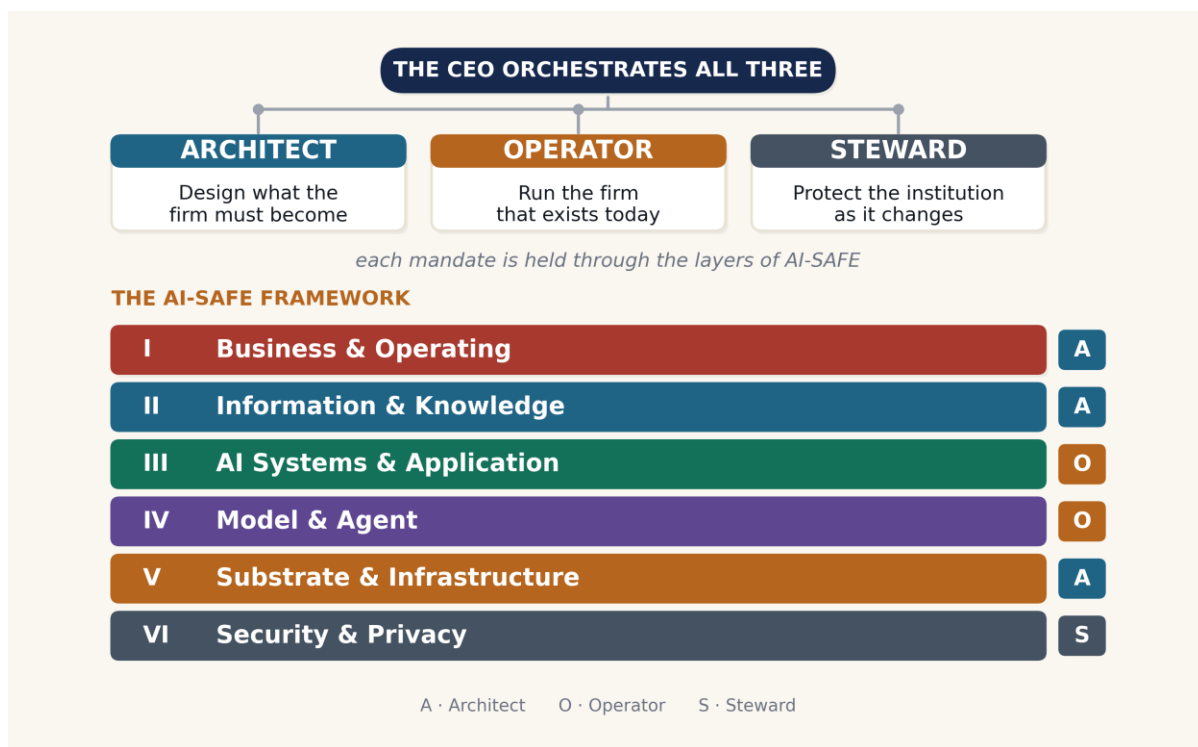 THE CEO ORCHESTRATES ALL THREE
ARCHITECT
Design what the
firm must become
OPERATOR
Run the firm
that exists today
STEWARD
Protect the institution
as it changes
each mandate is held through the layers of AI-SAFE
THE AI-SAFE FRAMEWORK
I Business & Operating A
II Information & Knowledge A
III AI Systems & Application O
IV Model & Agent O
V Substrate & Infrastructure A
VI Security & Privacy S
A · Architect O · Operator S · Steward